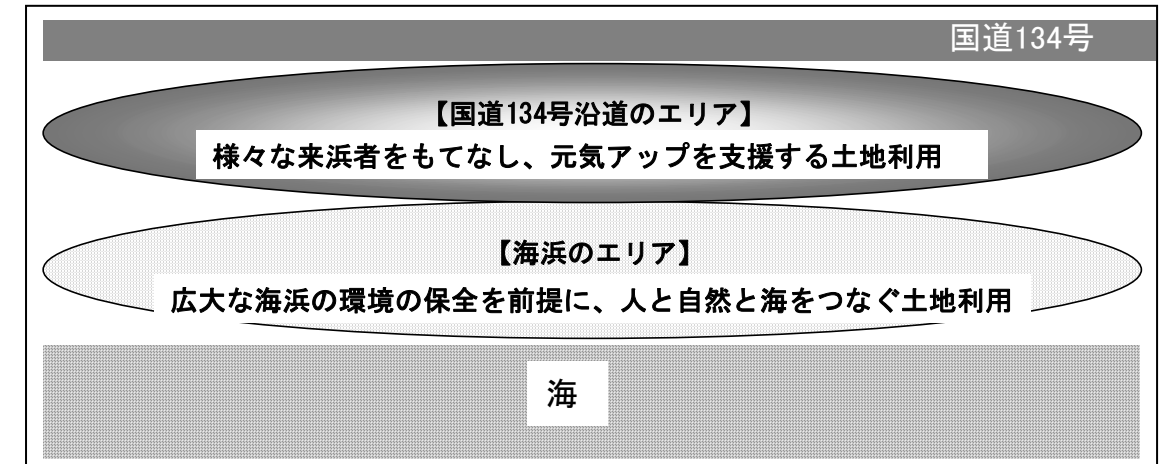 国道134号
【国道134号沿道のエリア】
様々な来浜者をもてなし、元気アップを支援する土地利用
【海浜のエリア】
広大な海浜の環境の保全を前提に、人と自然と海をつなぐ土地利用
海